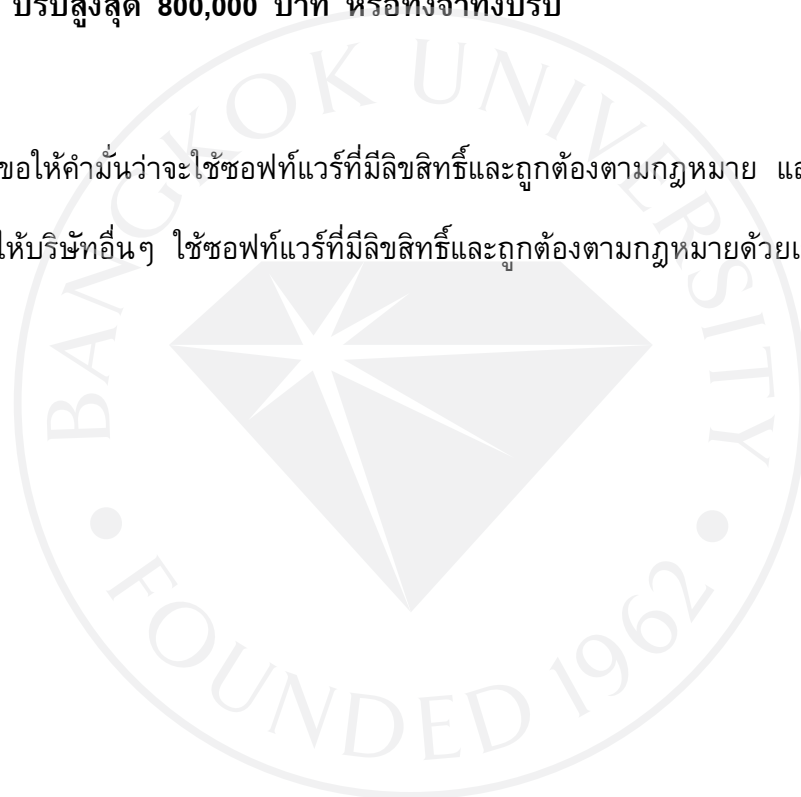 ปรับสูงสุด 800,000 บาท หรือทั้งจำทั้งปรับ
ขอให้คำมั่นว่าจะใช้ซอฟท์แวร์ที่มีลิขสิทธิ์และถูกต้องตามกฎหมาย
ให้บริษัทอื่นๆ ใช้ซอฟท์แวร์ที่มีลิขสิทธิ์และถูกต้องตามกฎหมายด้วย
BANGKOK UNIVERSITY
FOUNDED 1962